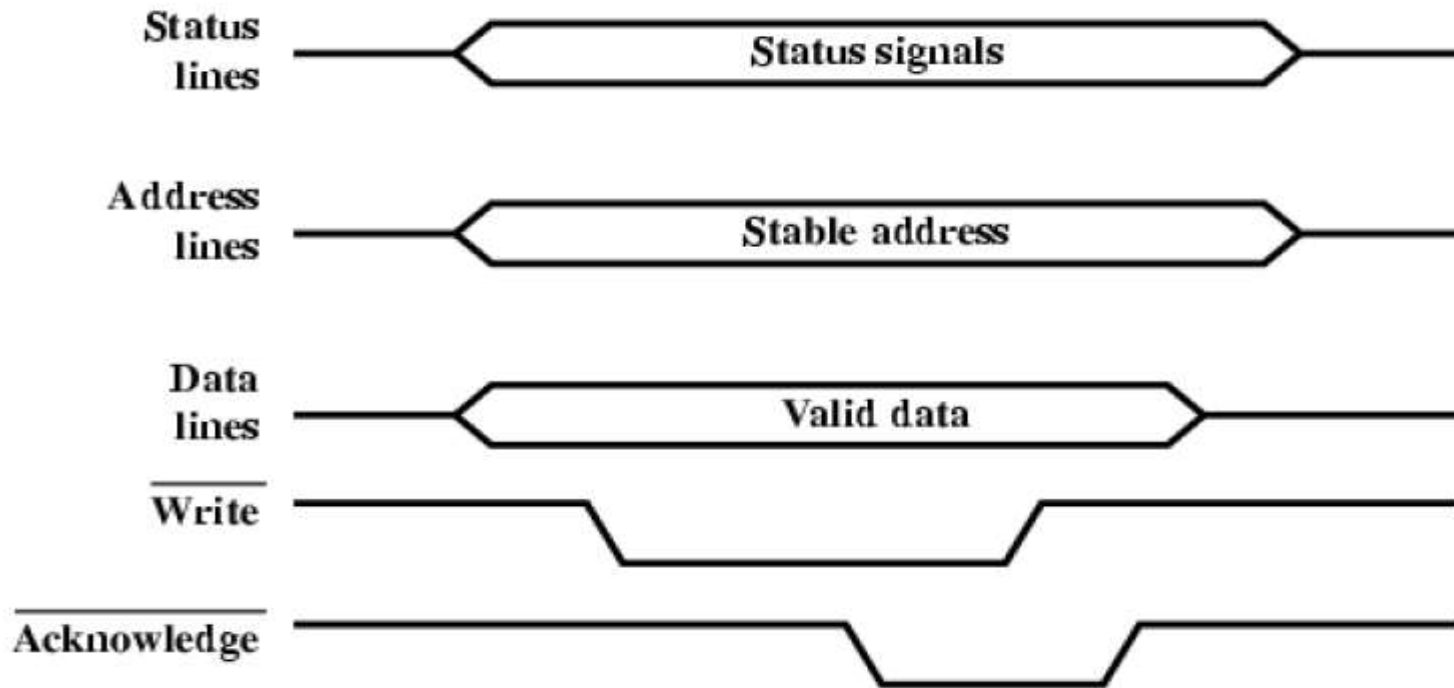 Status
lines
Status signals
Address
lines
Stable address
Data
lines
Valid data
Write
Acknowledge